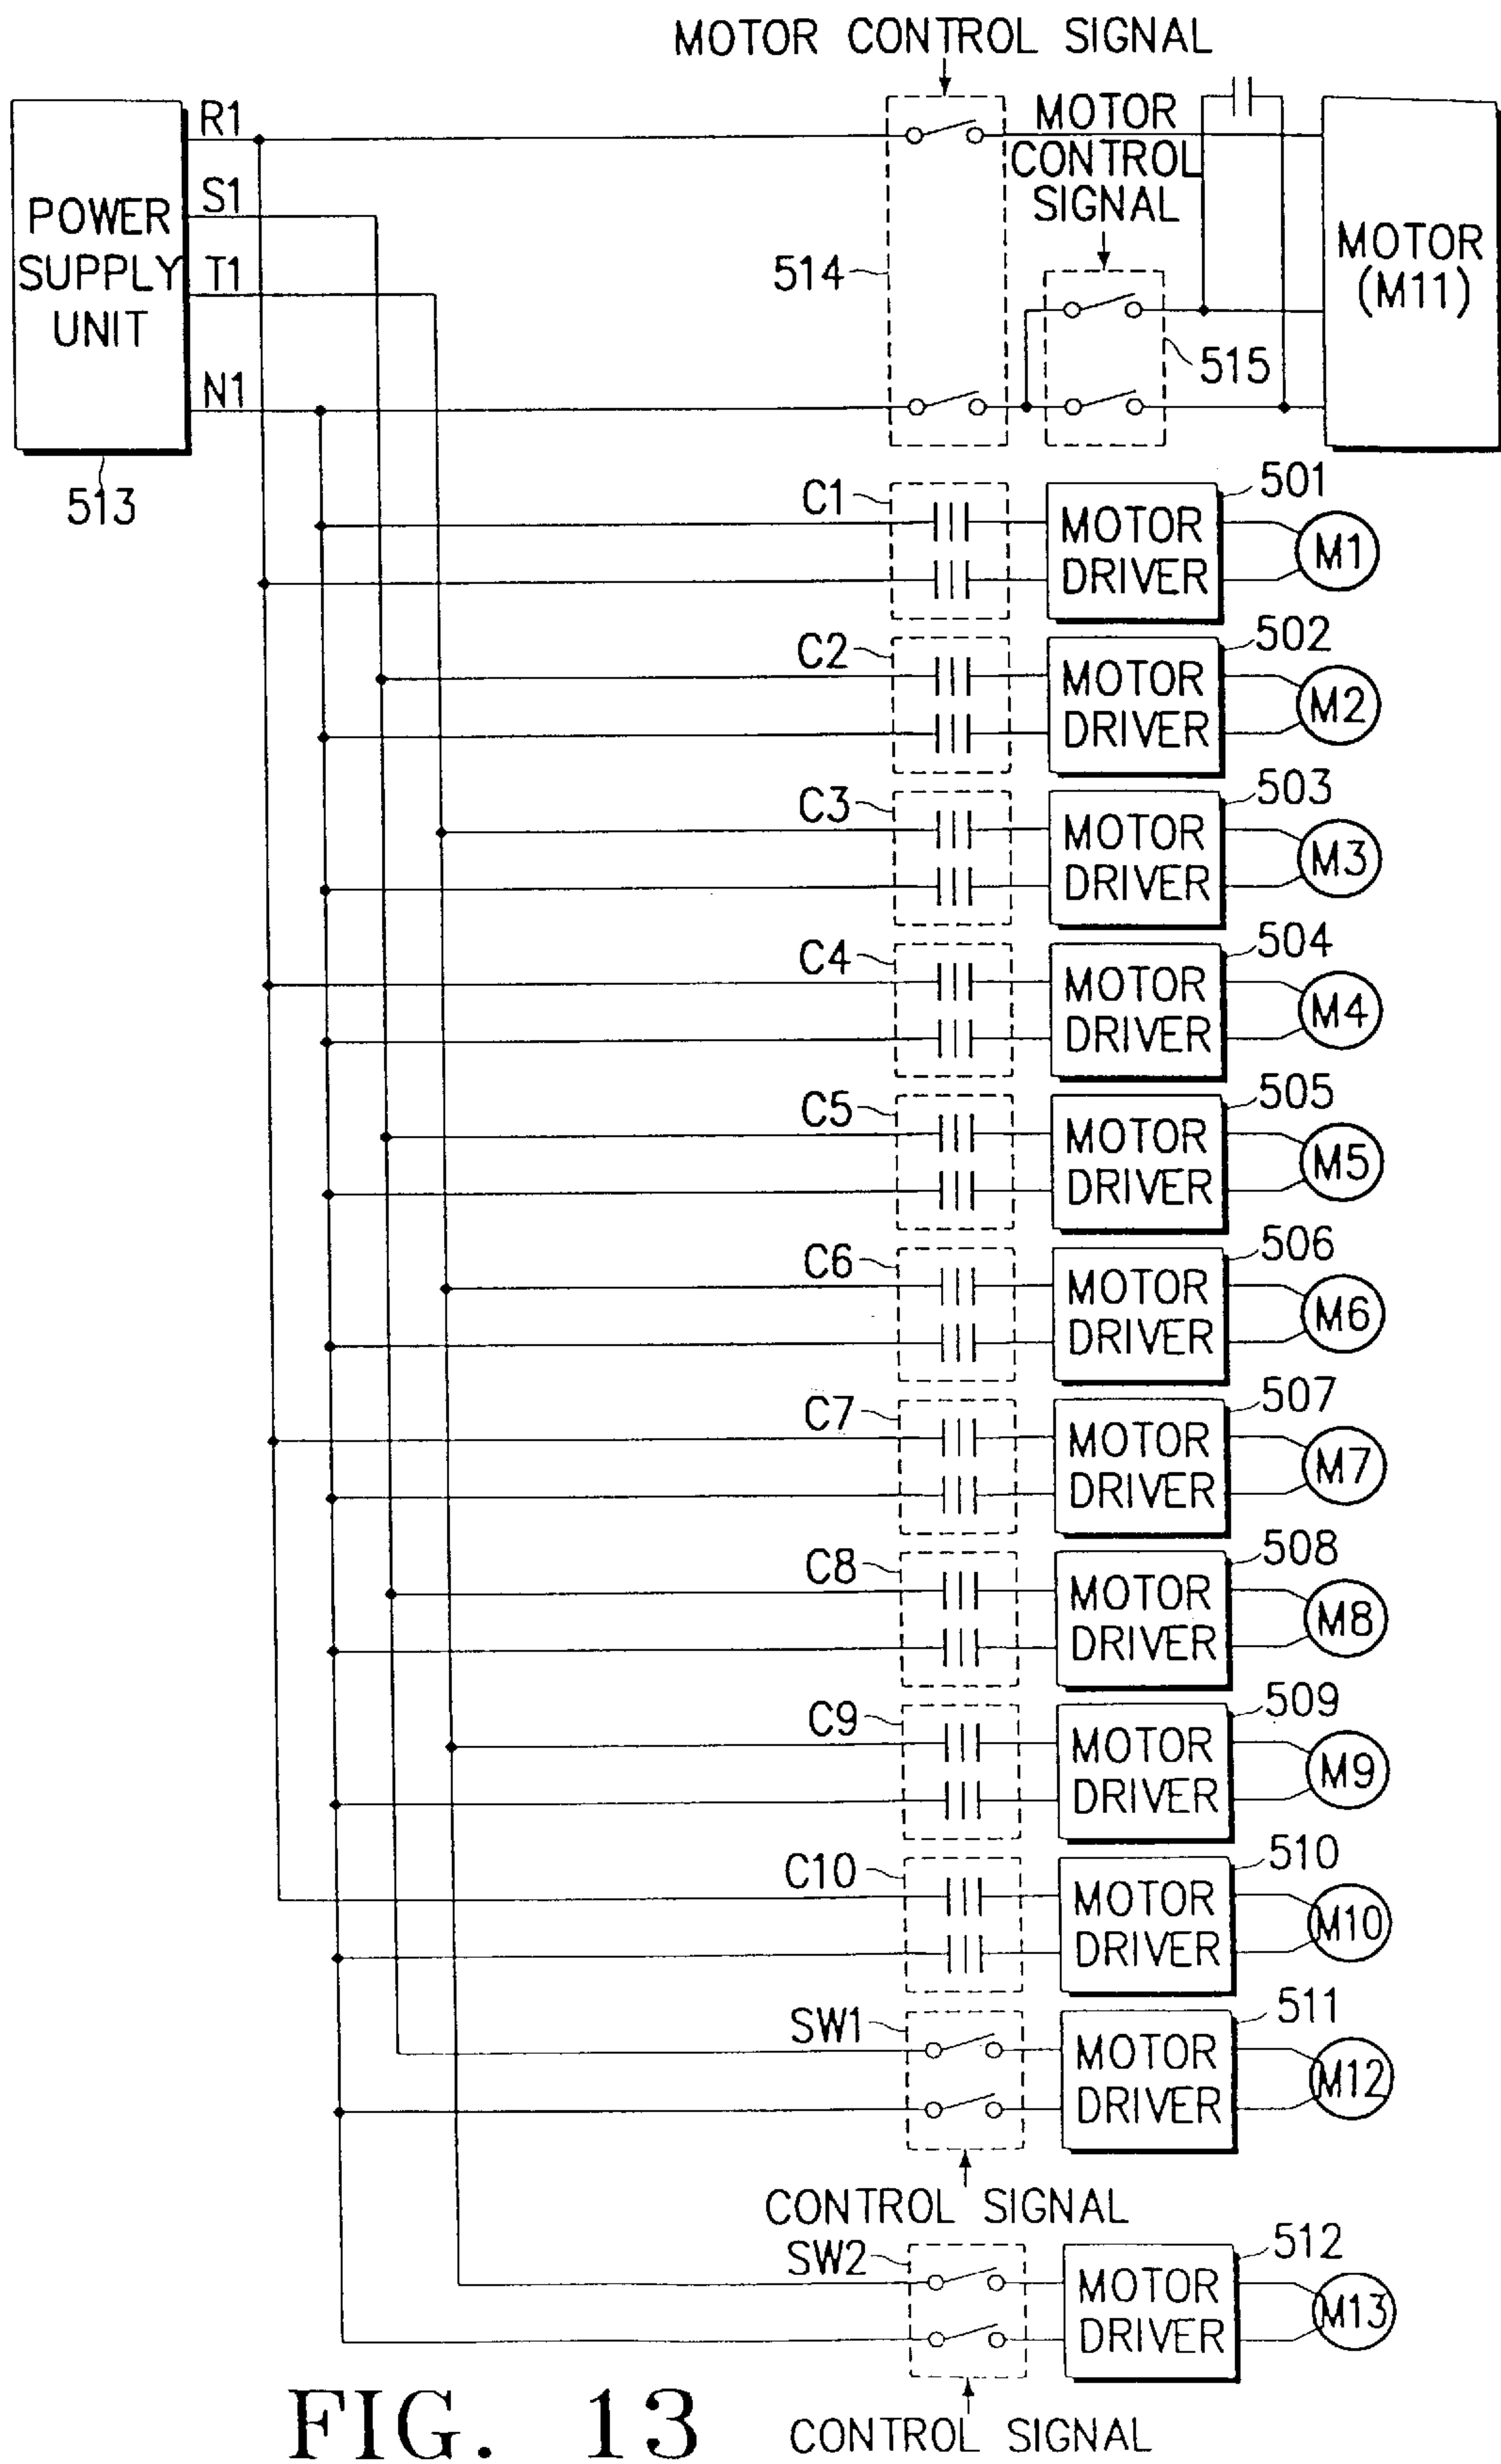 MOTOR CONTROL SIGNAL
R1
S1
T1
N1
POWER
SUPPLY
UNIT
513
514
MOTOR
CONTROL
SIGNAL
515
MOTOR
(M11)
C1
MOTOR
DRIVER
501
M1
C2
MOTOR
DRIVER
502
M2
C3
MOTOR
DRIVER
503
M3
C4
MOTOR
DRIVER
504
M4
C5
MOTOR
DRIVER
505
M5
C6
MOTOR
DRIVER
506
M6
C7
MOTOR
DRIVER
507
M7
C8
MOTOR
DRIVER
508
M8
C9
MOTOR
DRIVER
509
M9
C10
MOTOR
DRIVER
510
M10
SW1
MOTOR
DRIVER
511
M12
CONTROL SIGNAL
SW2
MOTOR
DRIVER
512
M13
CONTROL SIGNAL
FIG. 13